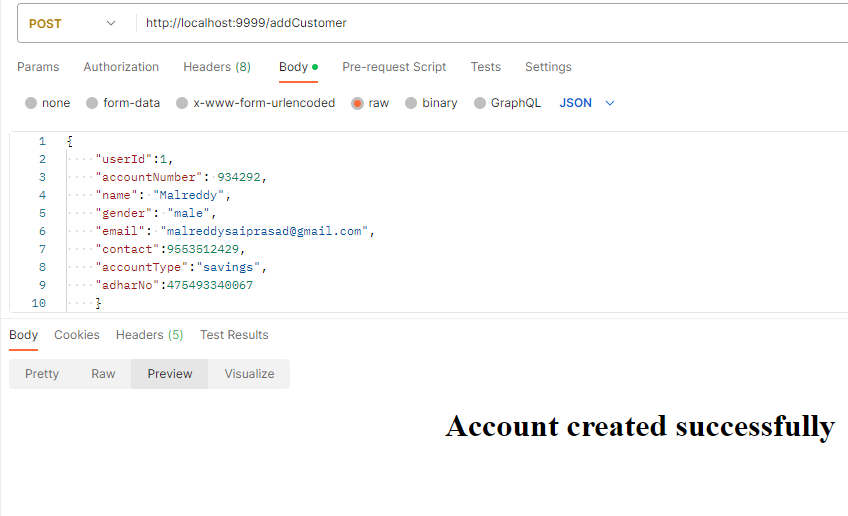 POST http://localhost:9999/addCustomer
Params Authorization Headers (8) Body Pre-request Script Tests Settings
none form-data x-www-form-urlencoded raw binary GraphQL JSON
1 {
2 "userId":1,
3 "accountNumber": 934292,
4 "name": "Malreddy",
5 "gender": "male",
6 "email": "malreddysaiprasad@gmail.com",
7 "contact":9553512429,
8 "accountType":"savings",
9 "adharNo":475493340067
10 }
Body Cookies Headers (5) Test Results
Pretty Raw Preview Visualize
Account created successfully